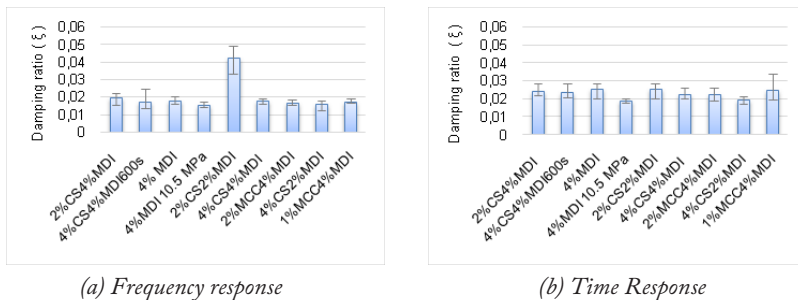 0,06
0,05
0,04
0,03
0,02
0,01
0
Damping ratio ( ξ )
2%CS4%MDI
4%CS4%MDI600s
4% MDI
4%MDI 10.5 MPa
2%CS2%MDI
4%CS4%MDI
2%MCC4%MDI
4%CS2%MDI
1%MCC4%MDI
(a) Frequency response
0,06
0,05
0,04
0,03
0,02
0,01
0
Damping ratio ( ξ )
2%CS4%MDI
4%CS4%MDI600s
4%MDI
4%MDI 10.5 MPa
2%CS2%MDI
4%CS4%MDI
2%MCC4%MDI
4%CS2%MDI
1%MCC4%MDI
(b) Time Response